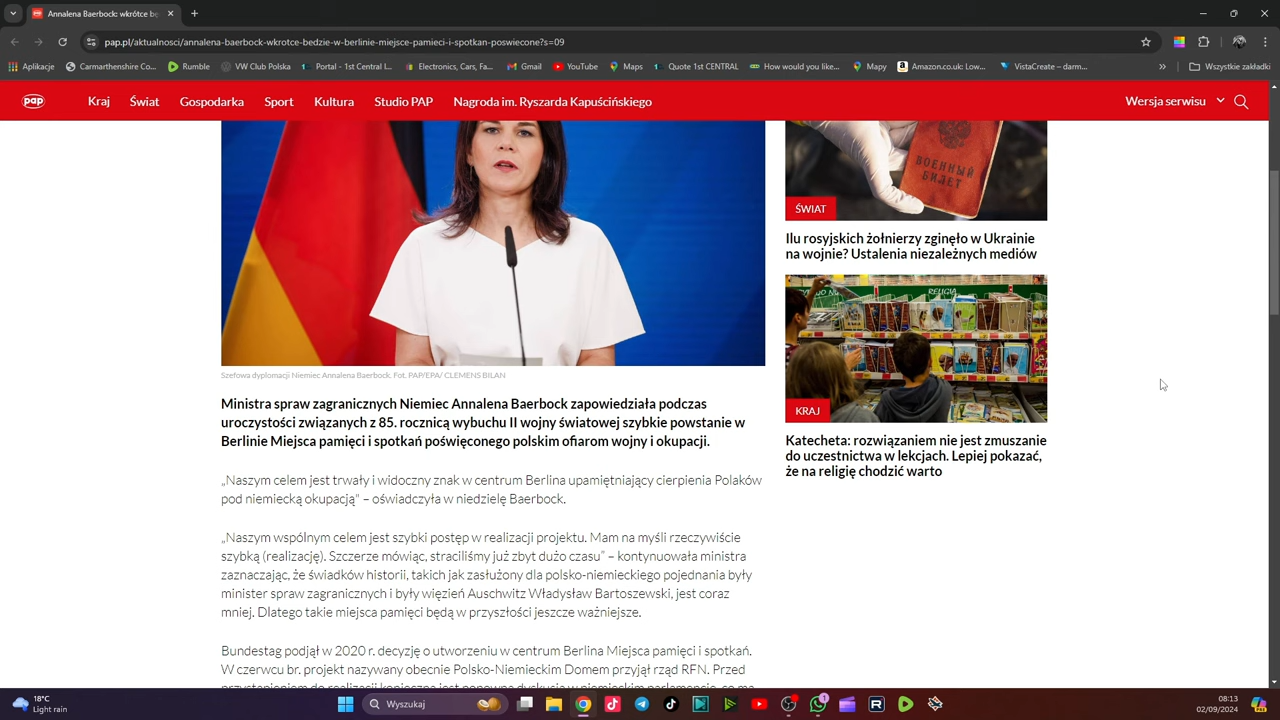 Annalena Baerbock: wkrótce bę
pap.pl/aktualnosci/annalena-baerbock-wkrotce-bedzie-w-berlinie-miejsce-pamieci-i-spotkan-poswiecone?s=09
Aplikacje Carmarthenshire Co... Rumble VW Club Polska Portal - 1st Central I... Electronics, Cars, Fa... Gmail YouTube Maps Quote 1st CENTRAL How would you like... Mapy Amazon.co.uk: Low... VistaCreate – darm... » Wszystkie zakładki
pap Kraj Świat Gospodarka Sport Kultura Studio PAP Nagroda im. Ryszarda Kapuścińskiego Wersja serwisu
ВОЕННЫЙ
БИЛЕТ
ŚWIAT
Ilu rosyjskich żołnierzy zginęło w Ukrainie
na wojnie? Ustalenia niezależnych mediów
RELIGIA
KRAJ
Katecheta: rozwiązaniem nie jest zmuszanie
do uczestnictwa w lekcjach. Lepiej pokazać,
że na religię chodzić warto
Szefowa dyplomacji Niemiec Annalena Baerbock. Fot. PAP/EPA/ CLEMENS BILAN
Ministra spraw zagranicznych Niemiec Annalena Baerbock zapowiedziała podczas
uroczystości związanych z 85. rocznicą wybuchu II wojny światowej szybkie powstanie w
Berlinie Miejsca pamięci i spotkań poświęconego polskim ofiarom wojny i okupacji.
„Naszym celem jest trwały i widoczny znak w centrum Berlina upamiętniający cierpienia Polaków
pod niemiecką okupacją" – oświadczyła w niedzielę Baerbock.
„Naszym wspólnym celem jest szybki postęp w realizacji projektu. Mam na myśli rzeczywiście
szybką (realizację). Szczerze mówiąc, straciliśmy już zbyt dużo czasu" – kontynuowała ministra
zaznaczając, że świadków historii, takich jak zasłużony dla polsko-niemieckiego pojednania były
minister spraw zagranicznych i były więzień Auschwitz Władysław Bartoszewski, jest coraz
mniej. Dlatego takie miejsca pamięci będą w przyszłości jeszcze ważniejsze.
Bundestag podjął w 2020 r. decyzję o utworzeniu w centrum Berlina Miejsca pamięci i spotkań.
W czerwcu br. projekt nazywany obecnie Polsko-Niemieckim Domem przyjął rząd RFN. Przed
18°C
Light rain
Wyszukaj
1
08:13
02/09/2024